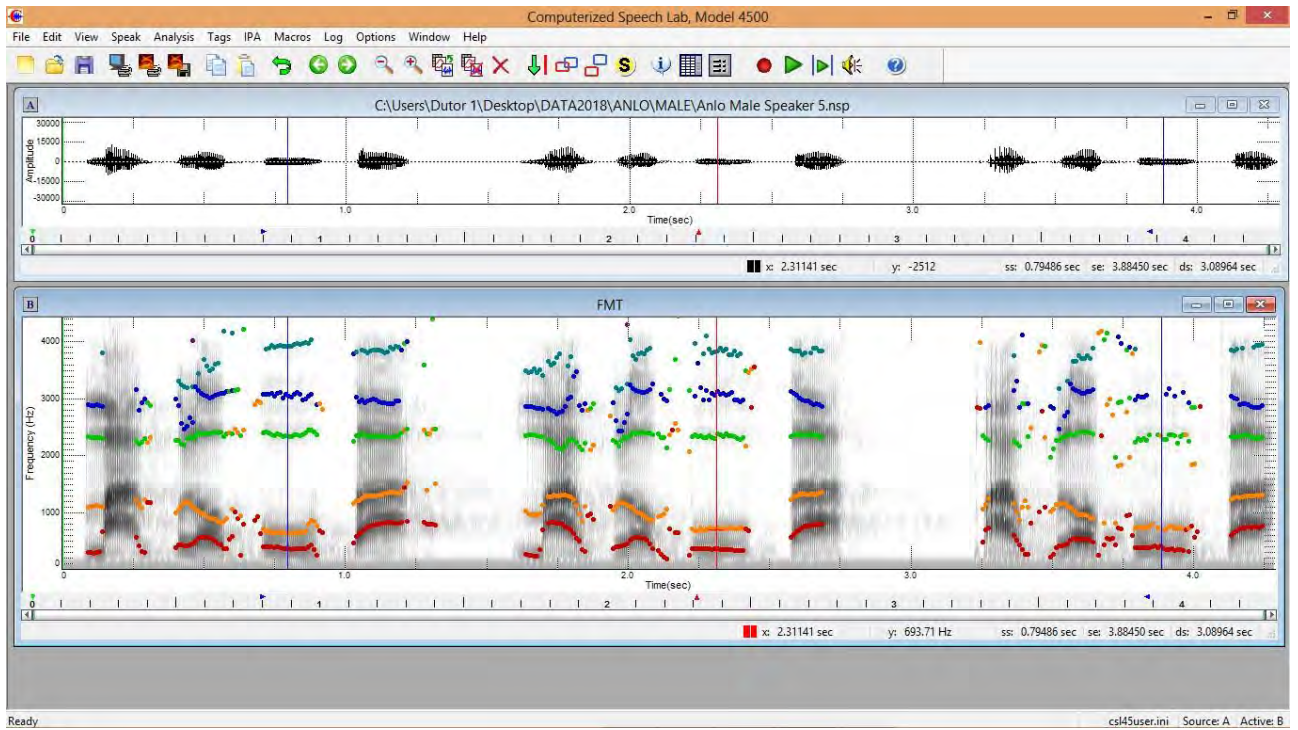 Computerized Speech Lab, Model 4500
File Edit View Speak Analysis Tags IPA Macros Log Options Window Help
A
C:\Users\Dutor 1\Desktop\DATA2018\ANLO\MALE\Anlo Male Speaker 5.nsp
30000
15000
0
-15000
-30000
Amplitude
0 1.0 2.0 3.0 4.0
Time(sec)
0 1 2 3 4
x: 2.31141 sec y: -2512 ss: 0.79486 sec se: 3.88450 sec ds: 3.08964 sec
B
FMT
4000
3000
2000
1000
0
Frequency (Hz)
0 1.0 2.0 3.0 4.0
Time(sec)
0 1 2 3 4
x: 2.31141 sec y: 693.71 Hz ss: 0.79486 sec se: 3.88450 sec ds: 3.08964 sec
Ready
csl45user.ini Source: A Active: B